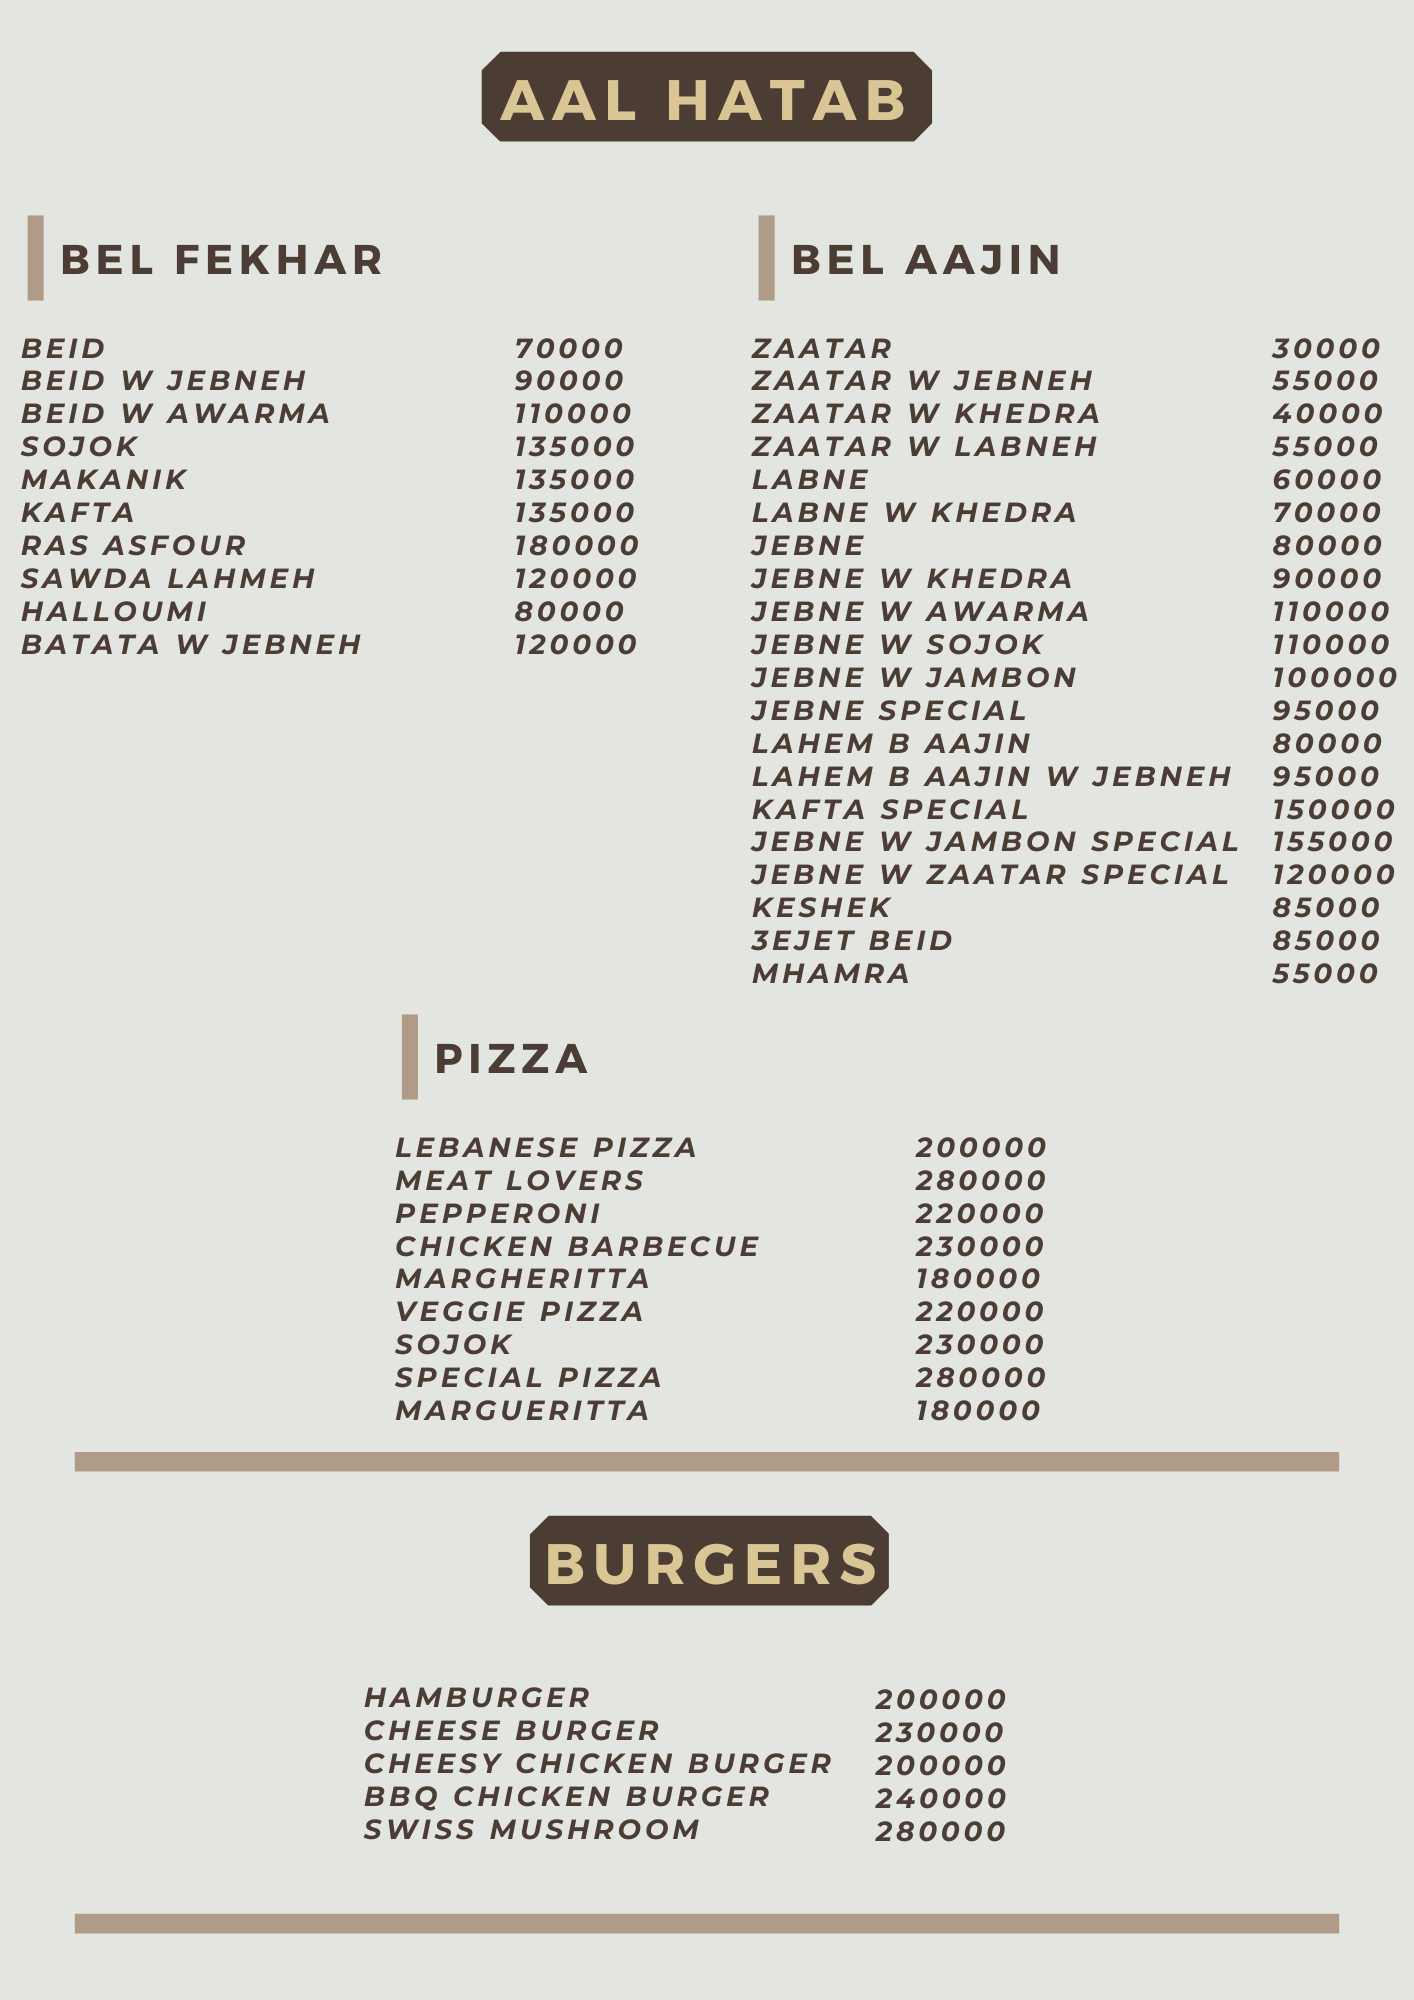 AAL HATAB
BEL FEKHAR
BEID 70000
BEID W JEBNEH 90000
BEID W AWARMA 110000
SOJOK 135000
MAKANIK 135000
KAFTA 135000
RAS ASFOUR 180000
SAWDA LAHMEH 120000
HALLOUMI 80000
BATATA W JEBNEH 120000
BEL AAJIN
ZAATAR 30000
ZAATAR W JEBNEH 55000
ZAATAR W KHEDRA 40000
ZAATAR W LABNEH 55000
LABNE 60000
LABNE W KHEDRA 70000
JEBNE 80000
JEBNE W KHEDRA 90000
JEBNE W AWARMA 110000
JEBNE W SOJOK 110000
JEBNE W JAMBON 100000
JEBNE SPECIAL 95000
LAHEM B AAJIN 80000
LAHEM B AAJIN W JEBNEH 95000
KAFTA SPECIAL 150000
JEBNE W JAMBON SPECIAL 155000
JEBNE W ZAATAR SPECIAL 120000
KESHEK 85000
3EJET BEID 85000
MHAMRA 55000
PIZZA
LEBANESE PIZZA 200000
MEAT LOVERS 280000
PEPPERONI 220000
CHICKEN BARBECUE 230000
MARGHERITTA 180000
VEGGIE PIZZA 220000
SOJOK 230000
SPECIAL PIZZA 280000
MARGUERITTA 180000
BURGERS
HAMBURGER 200000
CHEESE BURGER 230000
CHEESY CHICKEN BURGER 200000
BBQ CHICKEN BURGER 240000
SWISS MUSHROOM 280000